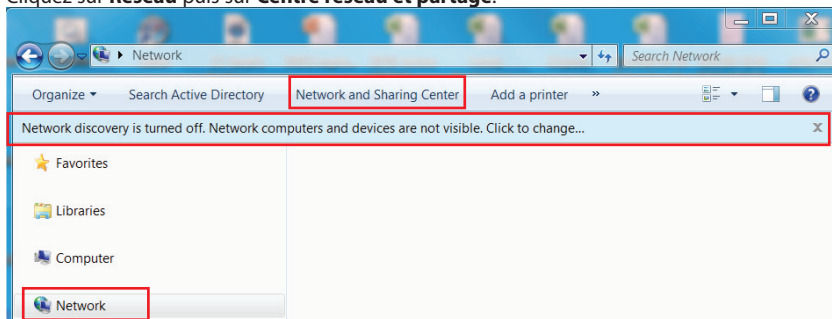 Cliquez sur Réseau puis sur Centre réseau et partage.
Network
Search Network
Organize Search Active Directory Network and Sharing Center Add a printer »
Network discovery is turned off. Network computers and devices are not visible. Click to change...
Favorites
Libraries
Computer
Network